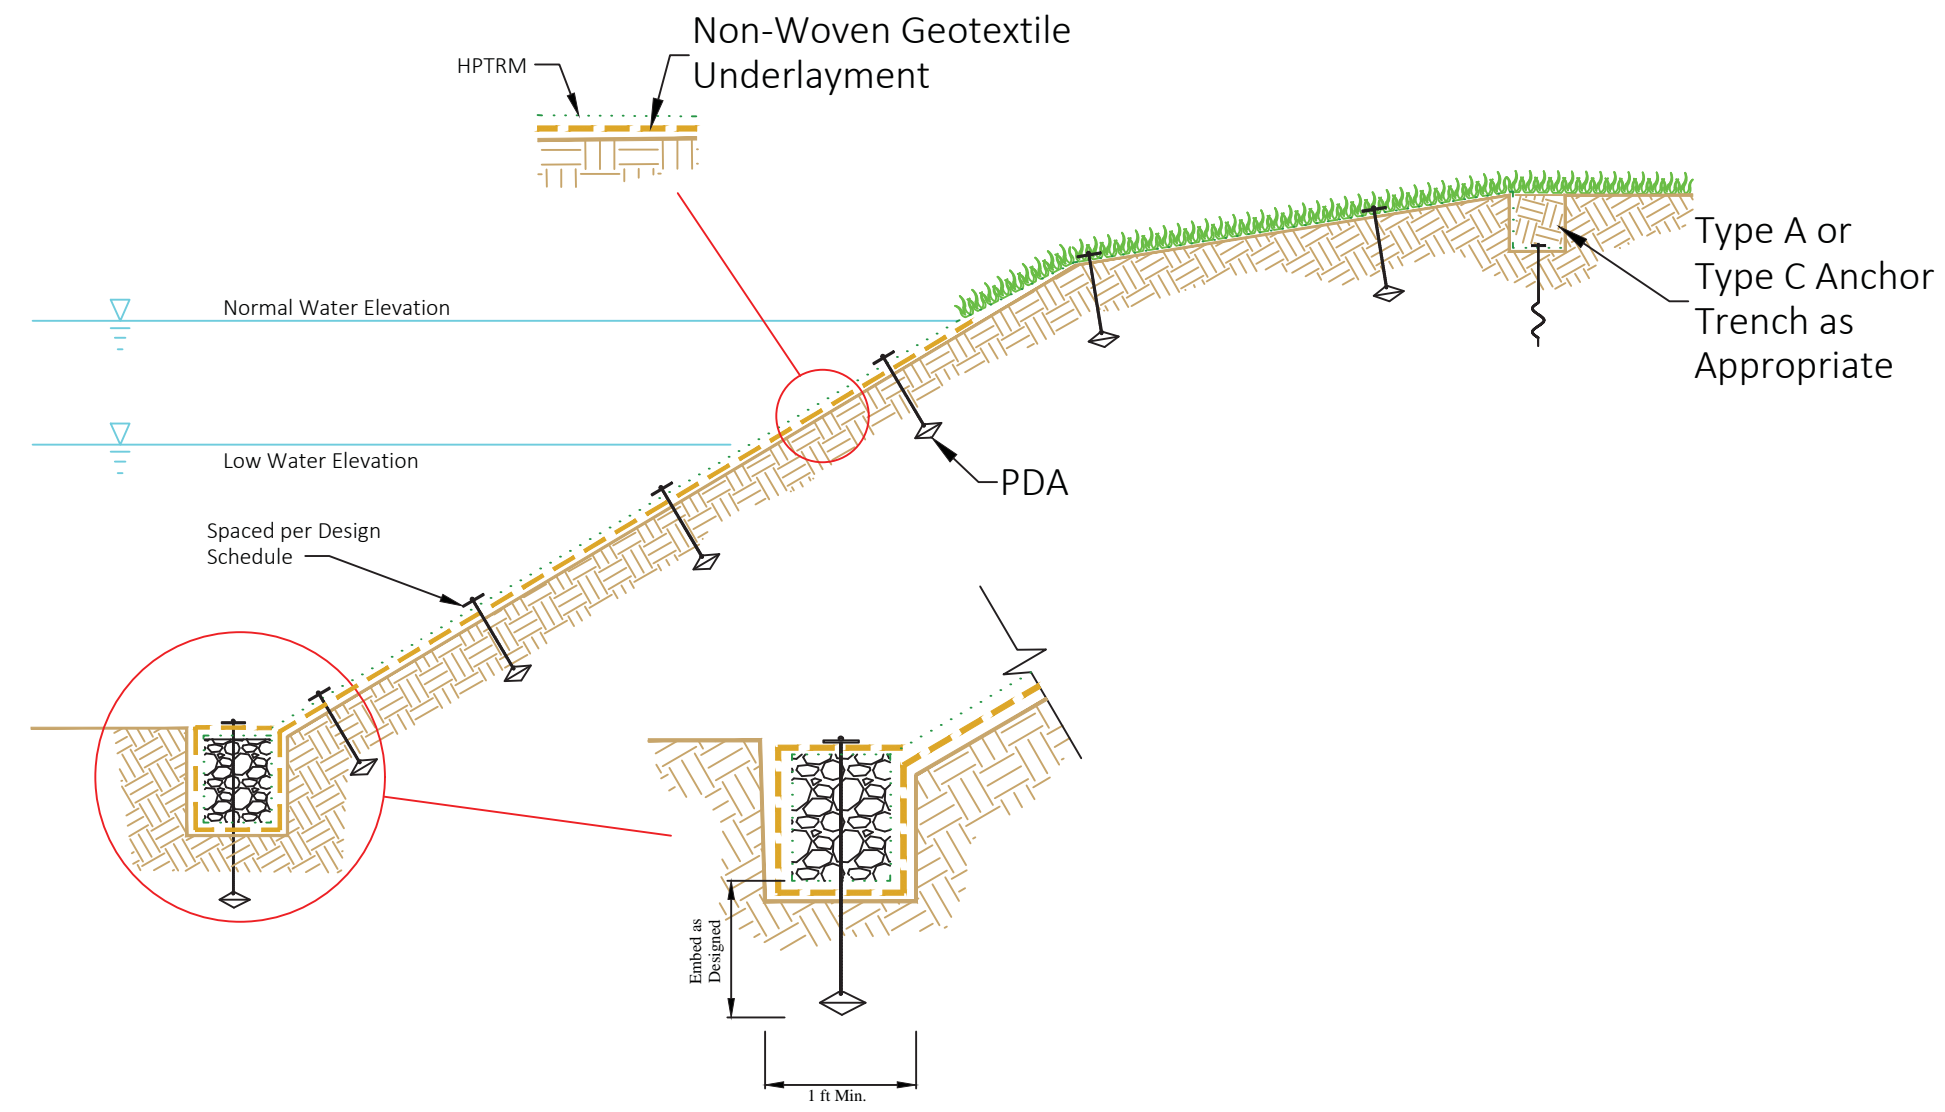 Non-Woven Geotextile
Underlayment
HPTRM
Type A or
Type C Anchor
Trench as
Appropriate
Normal Water Elevation
Low Water Elevation
PDA
Spaced per Design
Schedule
Embed as
Designed
1 ft Min.